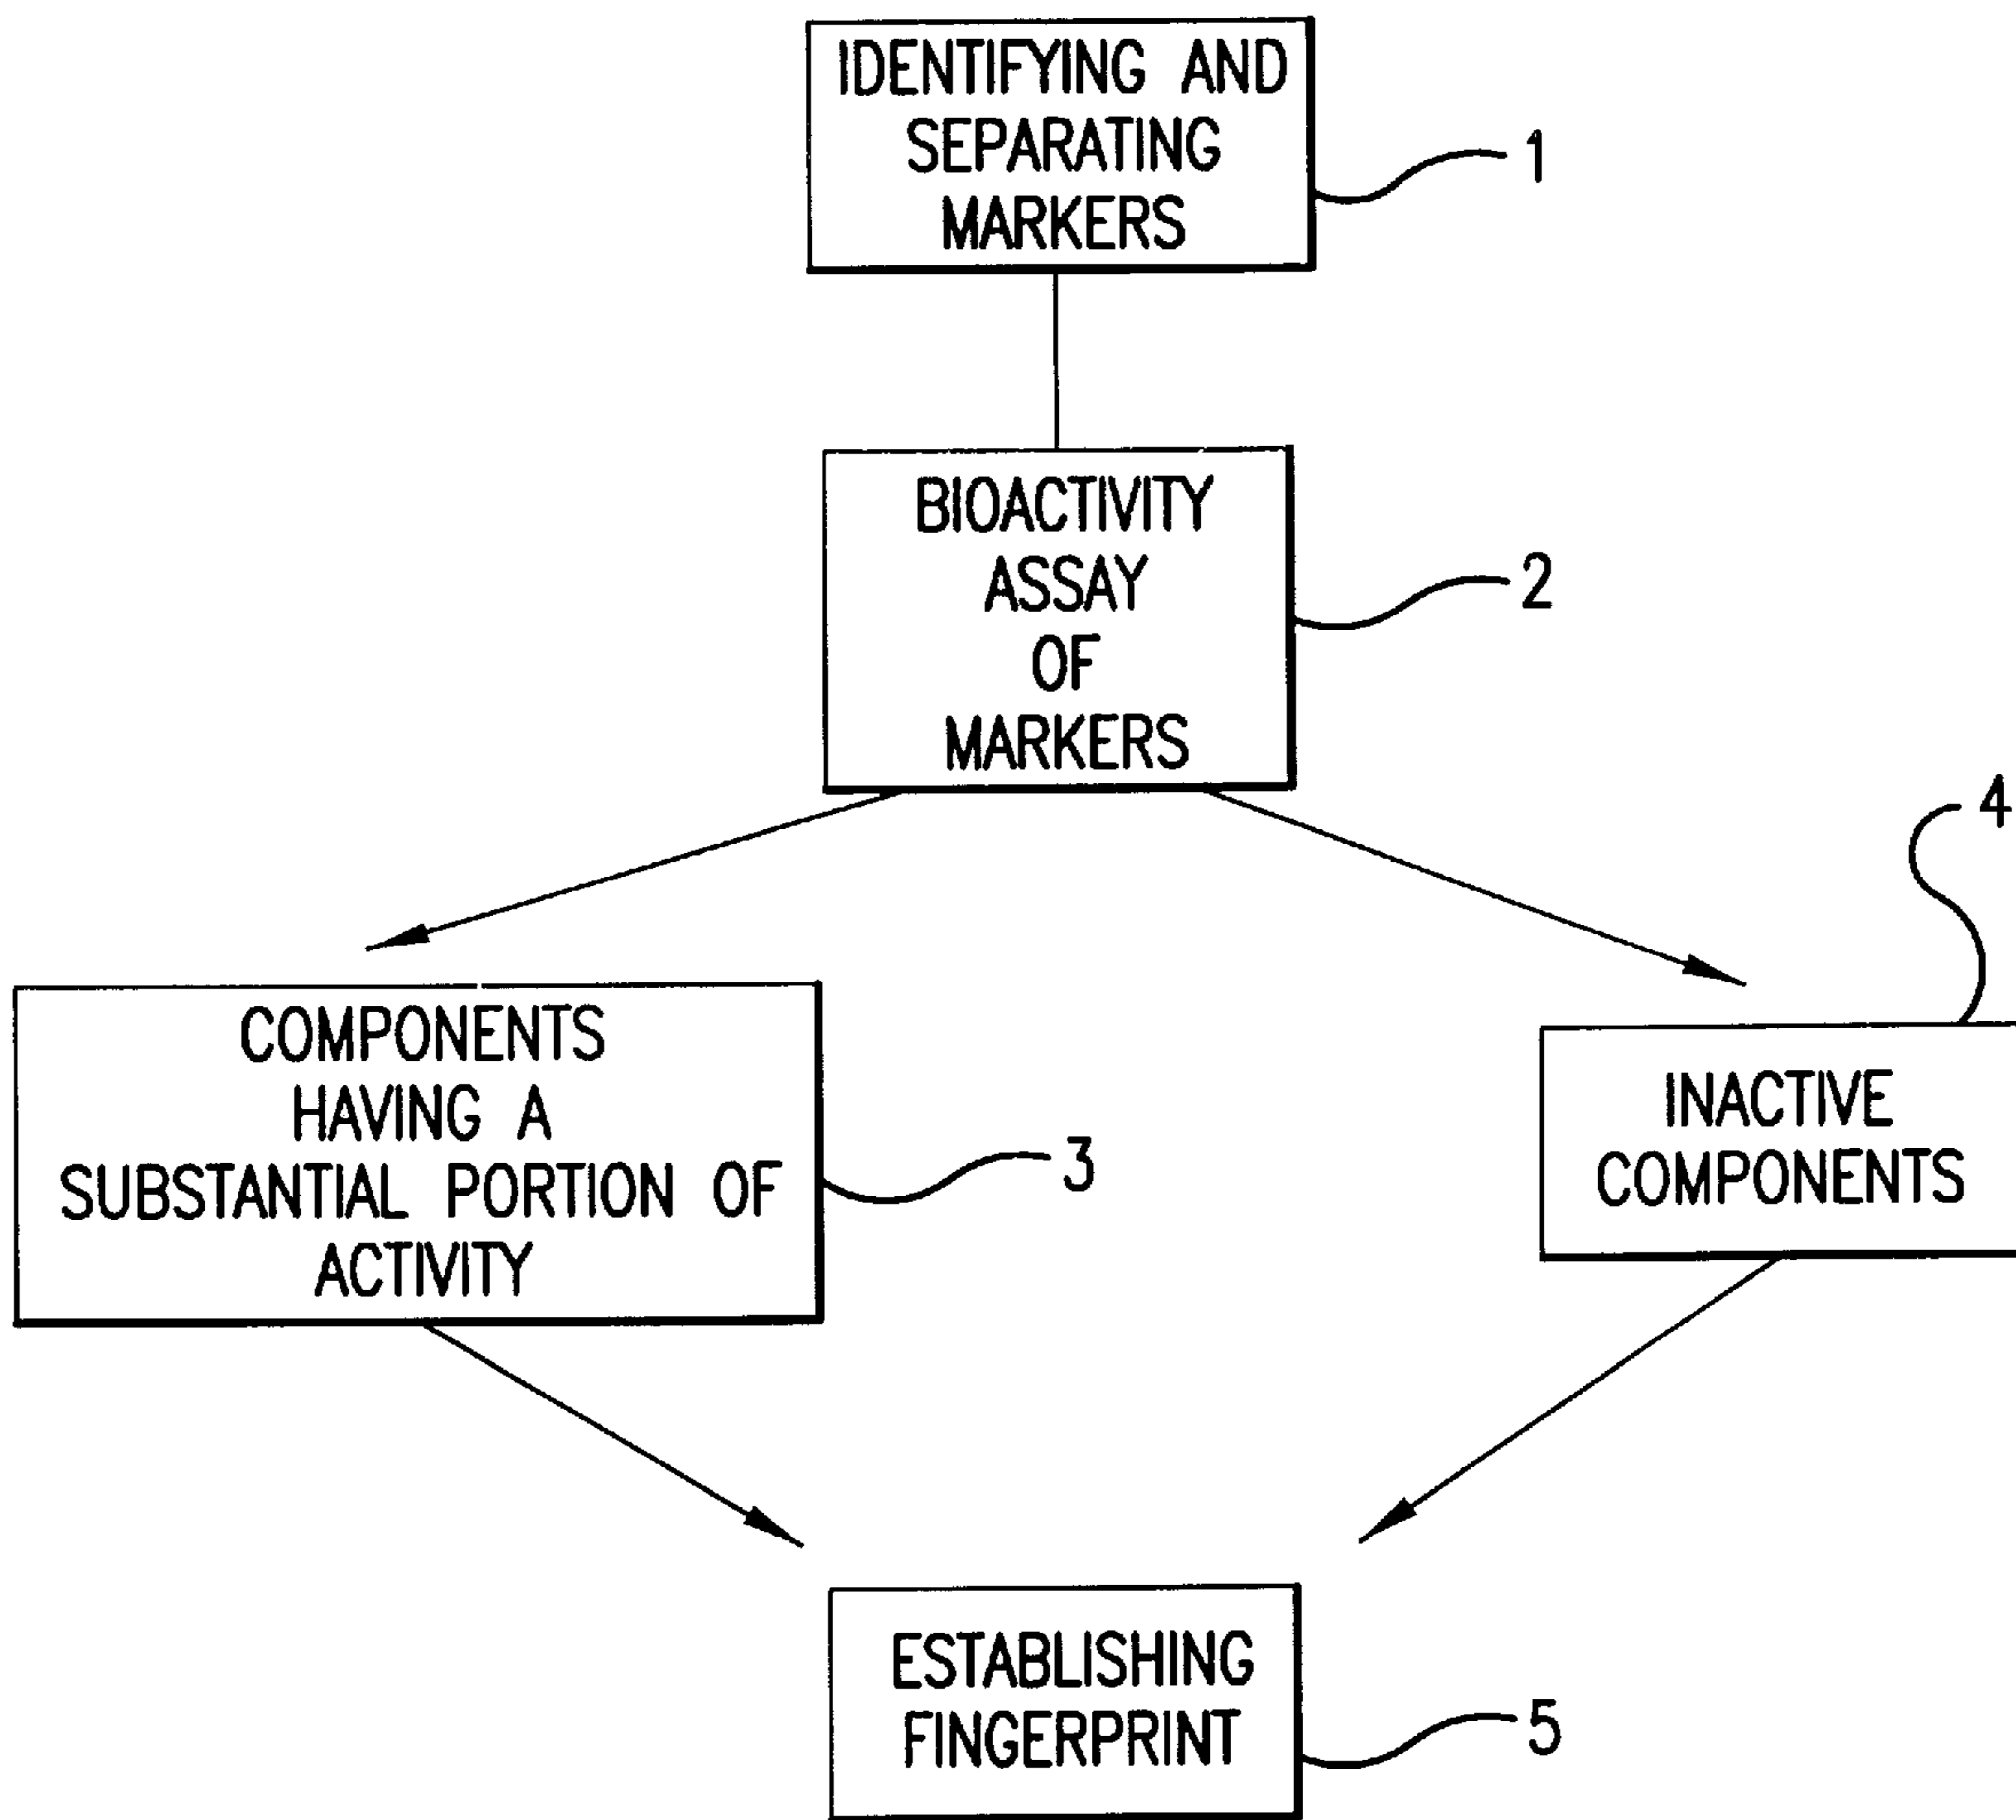 IDENTIFYING AND
SEPARATING
MARKERS
1
BIOACTIVITY
ASSAY
OF
MARKERS
2
4
COMPONENTS
HAVING A
SUBSTANTIAL PORTION OF
ACTIVITY
3
INACTIVE
COMPONENTS
ESTABLISHING
FINGERPRINT
5